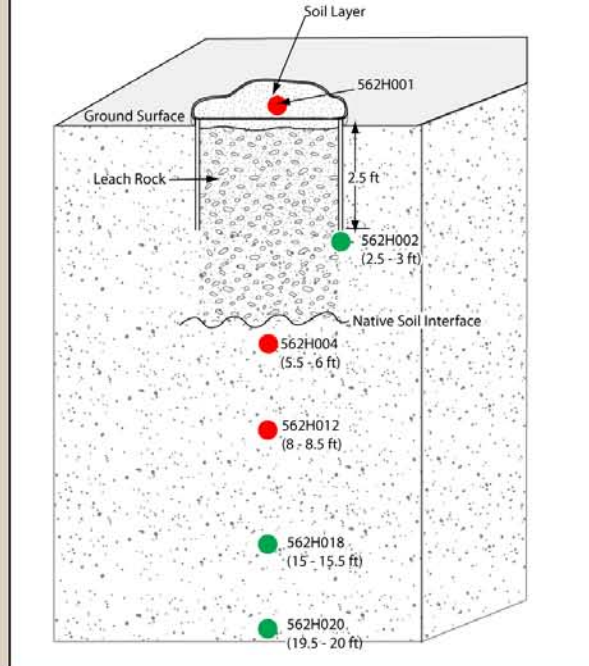 Soil Layer
562H001
Ground Surface
Leach Rock
2.5 ft
562H002
(2.5 - 3 ft)
Native Soil Interface
562H004
(5.5 - 6 ft)
562H012
(8 - 8.5 ft)
562H018
(15 - 15.5 ft)
562H020
(19.5 - 20 ft)